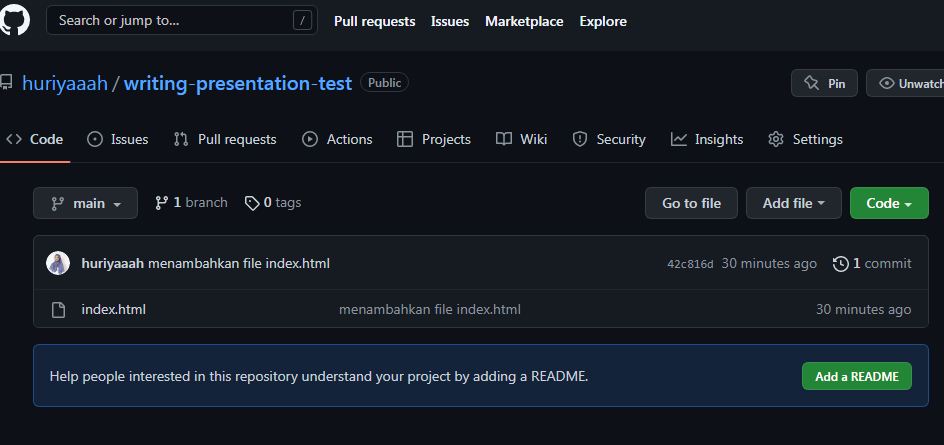 Search or jump to... /
Pull requests Issues Marketplace Explore
huriyaaah / writing-presentation-test Public
Pin Unwatch
Code Issues Pull requests Actions Projects Wiki Security Insights Settings
main 1 branch 0 tags Go to file Add file Code
huriyaaah menambahkan file index.html 42c816d 30 minutes ago 1 commit
index.html menambahkan file index.html 30 minutes ago
Help people interested in this repository understand your project by adding a README. Add a README